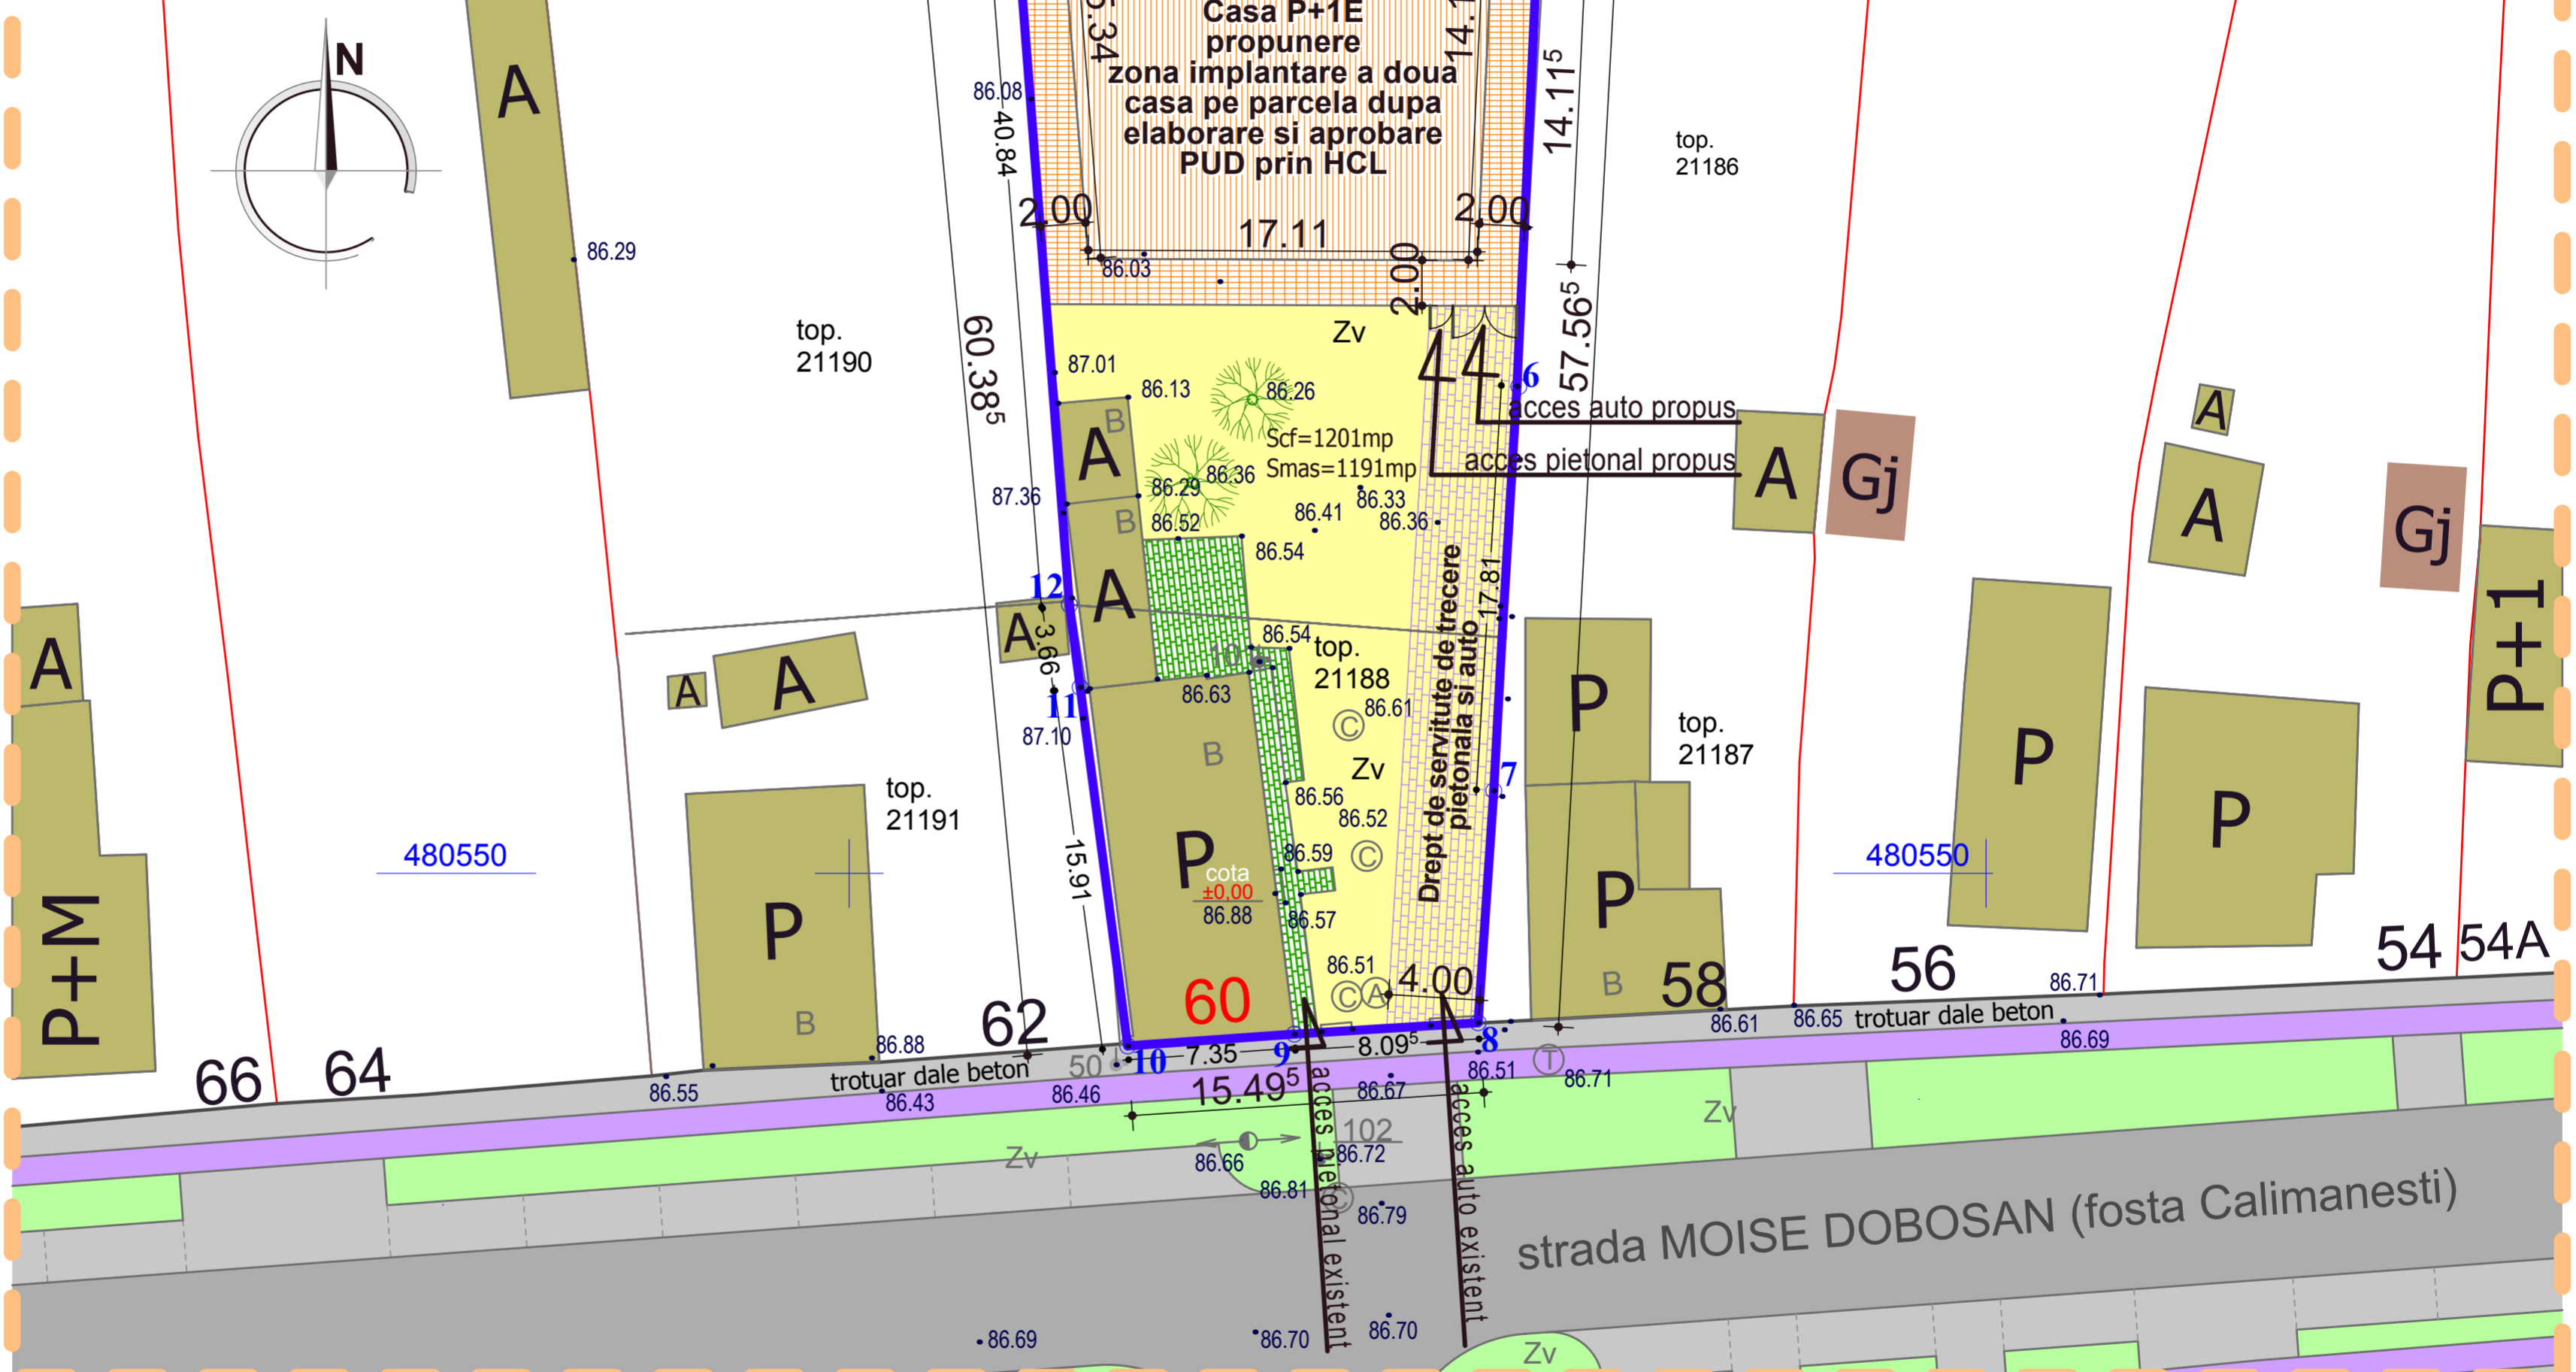 N
A
86.29
top.
21190
86.08
40.84
5.34
14.1
Casa P+1E
propunere
zona implantare a doua
casa pe parcela dupa
elaborare si aprobare
PUD prin HCL
14.11⁵
top.
21186
2.00
17.11
2.00
86.03
2.00
60.38⁵
57.56⁵
Zv
87.01
86.13
86.26
B
A
6
acces auto propus
acces pietonal propus
Scf=1201mp
Smas=1191mp
86.36
86.29
87.36
86.33
86.41
86.36
B
86.52
86.54
A
A
Gj
A
A
Gj
P+1
12
A
3.66
A
86.54
10
top.
21188
17.81
Drept de servitute de trecere
pietonala si auto
A
A
A
11
86.63
86.61
C
87.10
B
Zv
7
P
top.
21187
P
P
top.
21191
86.56
86.52
86.59
C
P
cota
±0,00
86.88
86.57
15.91
480550
480550
P
B
P
B
P+M
60
86.51
C
A
4.00
58
56
54
54A
86.71
62
66
64
86.88
trotuar dale beton
50
10
7.35
9
8.09⁵
8
86.61
86.65
trotuar dale beton
86.69
86.55
86.43
86.46
15.49⁵
86.67
86.51
T
86.71
Zv
102
86.66
86.72
Zv
86.81
C
86.79
acces pietonal existent
acces auto existent
strada MOISE DOBOSAN (fosta Calimanesti)
86.69
86.70
86.70
Zv